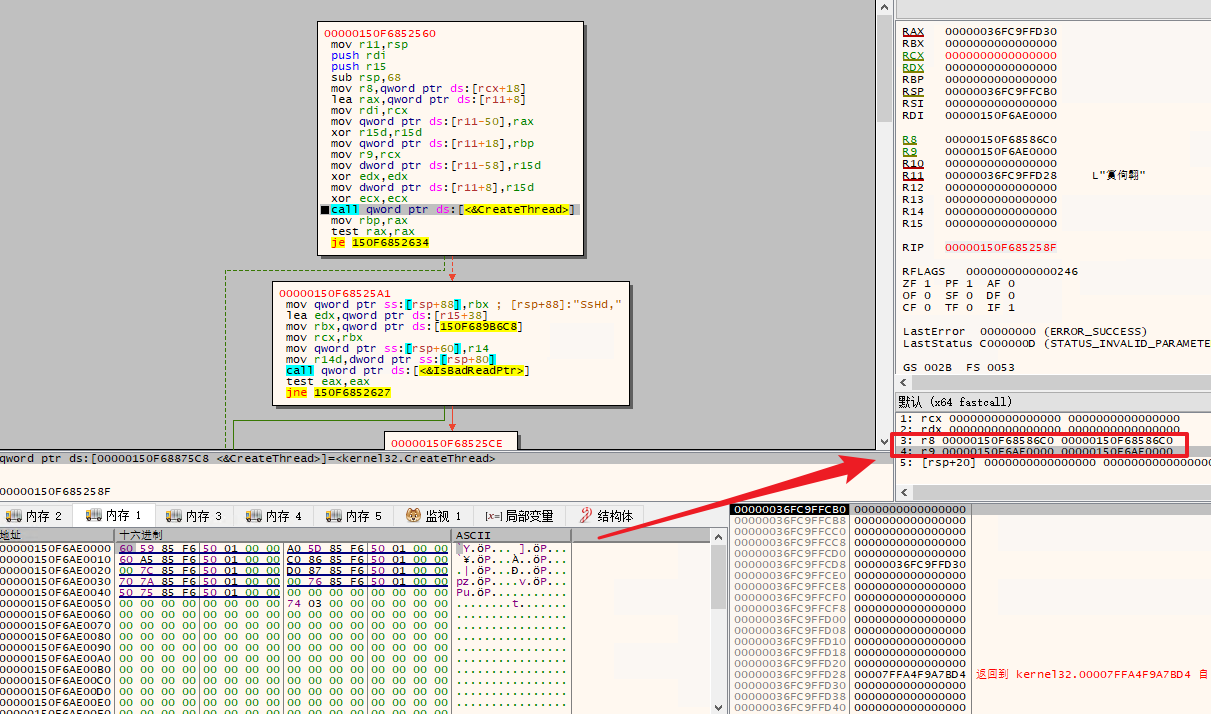 00000150F6852560
mov r11,rsp
push rdi
push r15
sub rsp,68
mov r8,qword ptr ds:[rcx+18]
lea rax,qword ptr ds:[r11+8]
mov rdi,rcx
mov qword ptr ds:[r11-50],rax
xor r15d,r15d
mov qword ptr ds:[r11+18],rbp
mov r9,rcx
mov dword ptr ds:[r11-58],r15d
xor edx,edx
mov dword ptr ds:[r11+8],r15d
xor ecx,ecx
call qword ptr ds:[<&CreateThread>]
mov rbp,rax
test rax,rax
je 150F6852634
00000150F68525A1
mov qword ptr ss:[rsp+88],rbx ; [rsp+88]:"SsHd,"
lea edx,qword ptr ds:[r15+38]
mov rbx,qword ptr ds:[150F689B6C8]
mov rcx,rbx
mov qword ptr ss:[rsp+60],r14
mov r14d,dword ptr ss:[rsp+80]
call qword ptr ds:[<&IsBadReadPtr>]
test eax,eax
jne 150F6852627
00000150F68525CE
qword ptr ds:[00000150F68875C8 <&CreateThread>]=<kernel32.CreateThread>
00000150F685258F
RAX 00000036FC9FFD30
RBX 0000000000000000
RCX 0000000000000000
RDX 0000000000000000
RBP 0000000000000000
RSP 00000036FC9FFCB0
RSI 0000000000000000
RDI 00000150F6AE0000
R8 00000150F68586C0
R9 00000150F6AE0000
R10 0000000000000000
R11 00000036FC9FFD28
R12 0000000000000000
R13 0000000000000000
R14 0000000000000000
R15 0000000000000000
RIP 00000150F685258F
RFLAGS 0000000000000246
ZF 1 PF 1 AF 0
OF 0 SF 0 DF 0
CF 0 TF 0 IF 1
LastError 00000000 (ERROR_SUCCESS)
LastStatus C000000D (STATUS_INVALID_PARAMETE
GS 002B FS 0053
默认 (x64 fastcall)
1: rcx 0000000000000000 0000000000000000
2: rdx 0000000000000000 0000000000000000
3: r8 00000150F68586C0 00000150F68586C0
4: r9 00000150F6AE0000 00000150F6AE0000
5: [rsp+20] 0000000000000000 000000000000000
内存 2 内存 1 内存 3 内存 4 内存 5 监视 1 [x=] 局部变量 结构体
地址 十六进制 ASCII
00000150F6AE0000 60 59 85 F6 50 01 00 00 A0 5D 85 F6 50 01 00 00 `Y.öP... ].öP...
00000150F6AE0010 60 A5 85 F6 50 01 00 00 C0 86 85 F6 50 01 00 00 `¥.öP...À..öP...
00000150F6AE0020 00 7C 85 F6 50 01 00 00 D0 87 85 F6 50 01 00 00 .|.öP...Ð..öP...
00000150F6AE0030 70 7A 85 F6 50 01 00 00 00 76 85 F6 50 01 00 00 pz.öP....v.öP...
00000150F6AE0040 50 75 85 F6 50 01 00 00 00 00 00 00 00 00 00 00 Pu.öP...........
00000150F6AE0050 00 00 00 00 00 00 00 00 74 03 00 00 00 00 00 00 ........t.......
00000150F6AE0060 00 00 00 00 00 00 00 00 00 00 00 00 00 00 00 00 ................
00000150F6AE0070 00 00 00 00 00 00 00 00 00 00 00 00 00 00 00 00 ................
00000150F6AE0080 00 00 00 00 00 00 00 00 00 00 00 00 00 00 00 00 ................
00000150F6AE0090 00 00 00 00 00 00 00 00 00 00 00 00 00 00 00 00 ................
00000150F6AE00A0 00 00 00 00 00 00 00 00 00 00 00 00 00 00 00 00 ................
00000150F6AE00B0 00 00 00 00 00 00 00 00 00 00 00 00 00 00 00 00 ................
00000150F6AE00C0 00 00 00 00 00 00 00 00 00 00 00 00 00 00 00 00 ................
00000150F6AE00D0 00 00 00 00 00 00 00 00 00 00 00 00 00 00 00 00 ................
00000150F6AE00E0 00 00 00 00 00 00 00 00 00 00 00 00 00 00 00 00 ................
00000036FC9FFCB0 0000000000000000
00000036FC9FFCB8 0000000000000000
00000036FC9FFCC0 0000000000000000
00000036FC9FFCC8 0000000000000000
00000036FC9FFCD0 0000000000000000
00000036FC9FFCD8 00000036FC9FFD30
00000036FC9FFCE0 0000000000000000
00000036FC9FFCE8 0000000000000000
00000036FC9FFCF0 0000000000000000
00000036FC9FFCF8 0000000000000000
00000036FC9FFD00 0000000000000000
00000036FC9FFD08 0000000000000000
00000036FC9FFD10 0000000000000000
00000036FC9FFD18 0000000000000000
00000036FC9FFD20 0000000000000000
00000036FC9FFD28 00007FFA4F9A7BD4 返回到 kernel32.00007FFA4F9A7BD4 自
00000036FC9FFD30 0000000000000000
00000036FC9FFD38 0000000000000000
00000036FC9FFD40 0000000000000000